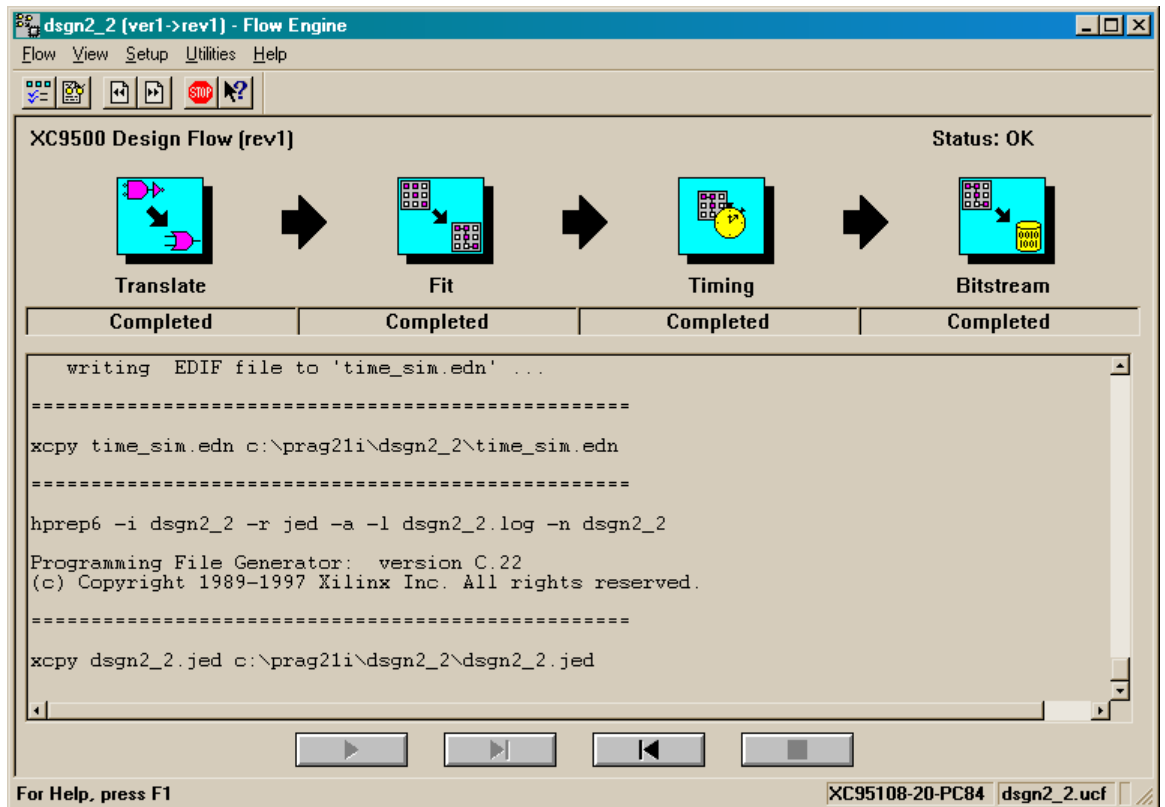 dsgn2_2 (ver1->rev1) - Flow Engine
Flow View Setup Utilities Help
STOP
XC9500 Design Flow (rev1) Status: OK
Translate Fit Timing Bitstream
Completed Completed Completed Completed
writing EDIF file to 'time_sim.edn' ...
==================================================
xcpy time_sim.edn c:\prag21i\dsgn2_2\time_sim.edn
==================================================
hprep6 -i dsgn2_2 -r jed -a -l dsgn2_2.log -n dsgn2_2
Programming File Generator: version C.22
(c) Copyright 1989-1997 Xilinx Inc. All rights reserved.
==================================================
xcpy dsgn2_2.jed c:\prag21i\dsgn2_2\dsgn2_2.jed
For Help, press F1 XC95108-20-PC84 dsgn2_2.ucf